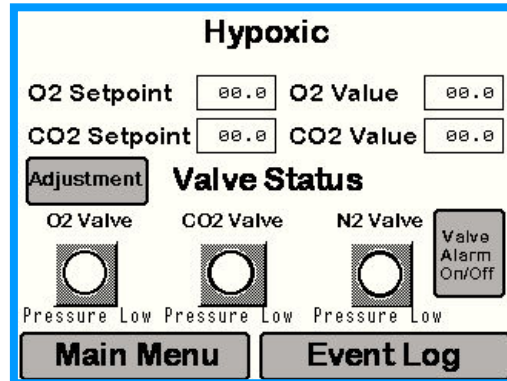 Hypoxic
O2 Setpoint 00.0 O2 Value 00.0
CO2 Setpoint 00.0 CO2 Value 00.0
Adjustment Valve Status
O2 Valve CO2 Valve N2 Valve
Valve
Alarm
On/Off
Pressure Low Pressure Low Pressure Low
Main Menu Event Log